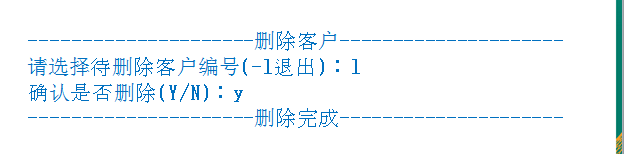 ---------------------删除客户---------------------
请选择待删除客户编号(-1退出)：1
确认是否删除(Y/N)：y
---------------------删除完成---------------------